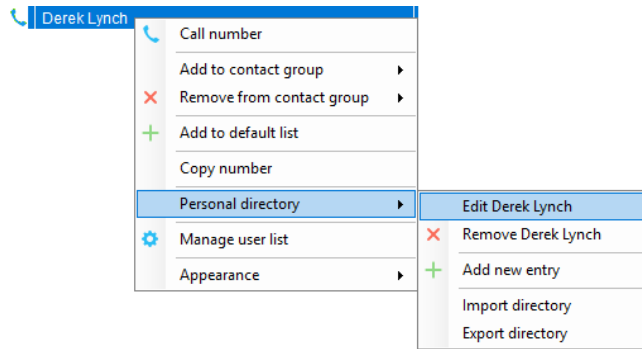 Derek Lynch
Call number
Add to contact group
Remove from contact group
Add to default list
Copy number
Personal directory
Edit Derek Lynch
Remove Derek Lynch
Manage user list
Add new entry
Appearance
Import directory
Export directory